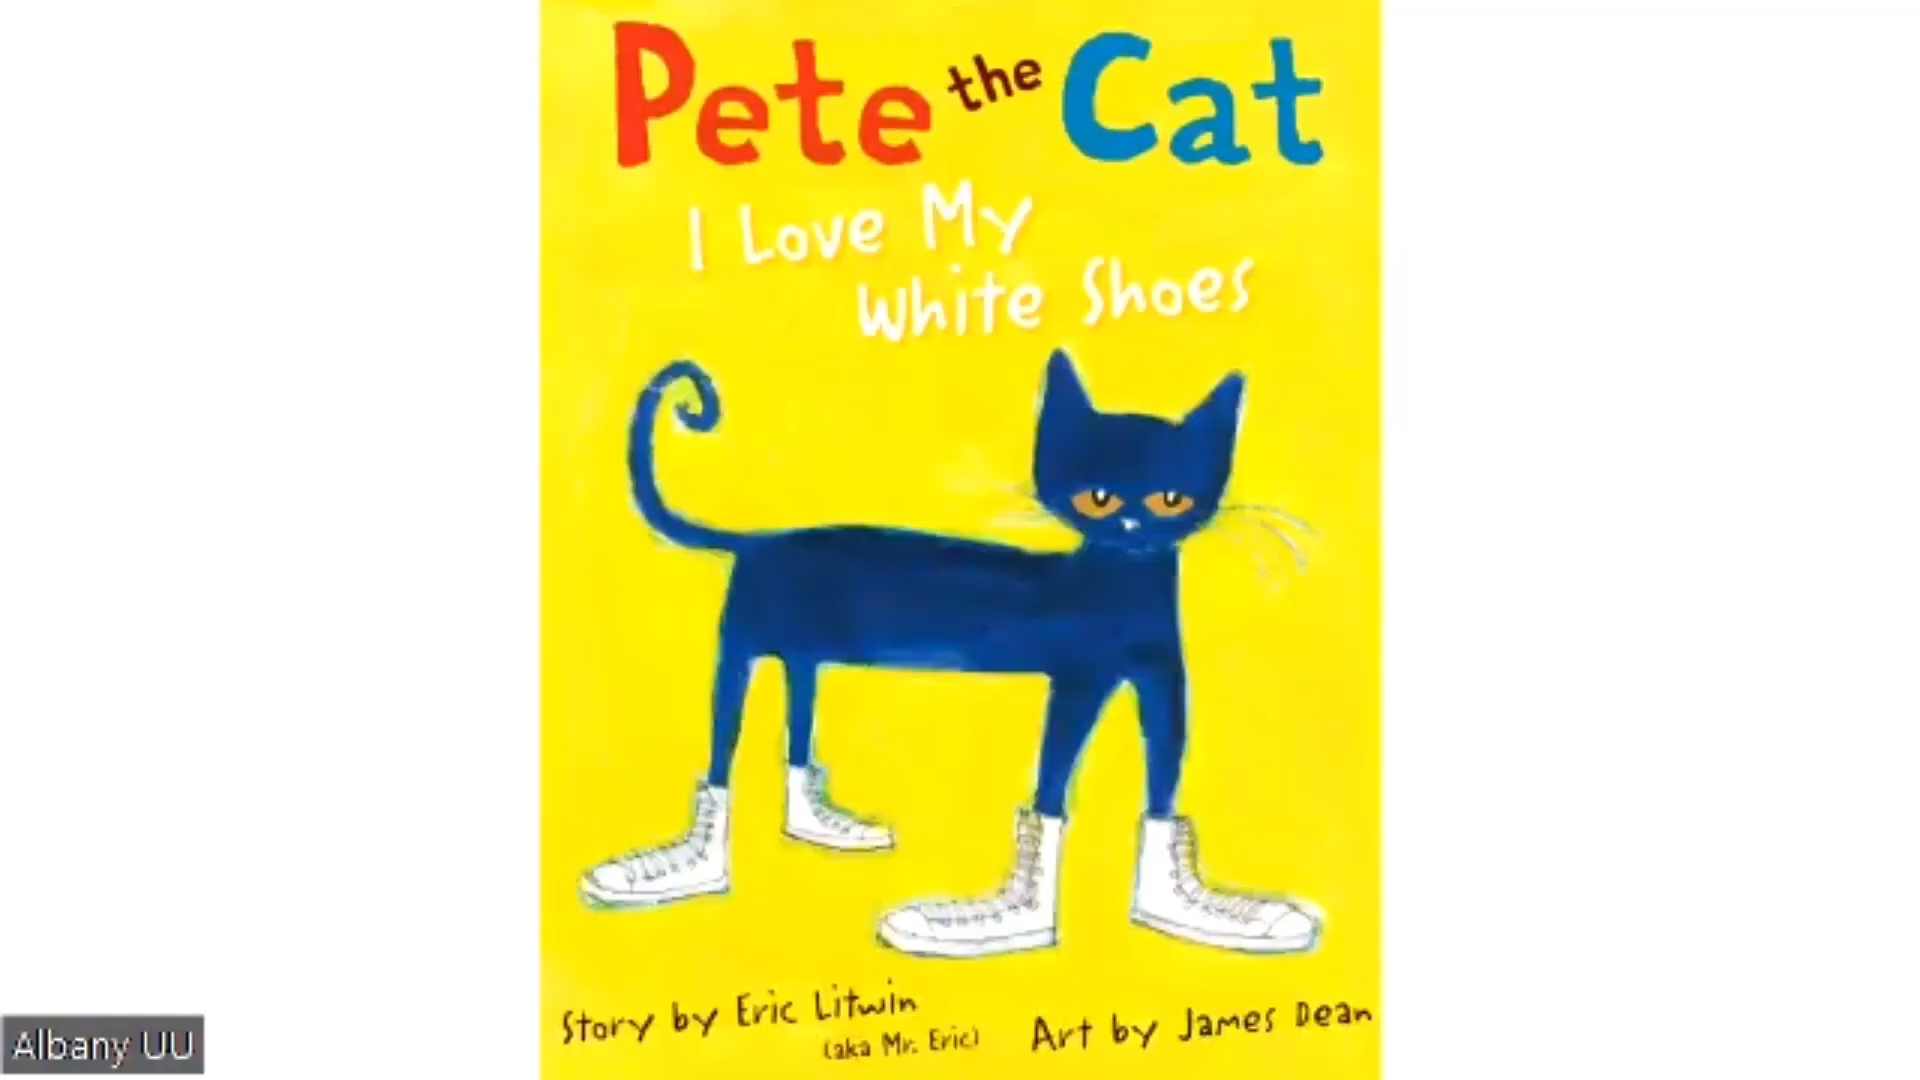 Pete the Cat
I Love My
White Shoes
Story by Eric Litwin
(aka Mr. Eric)
Art by James Dean
Albany UU